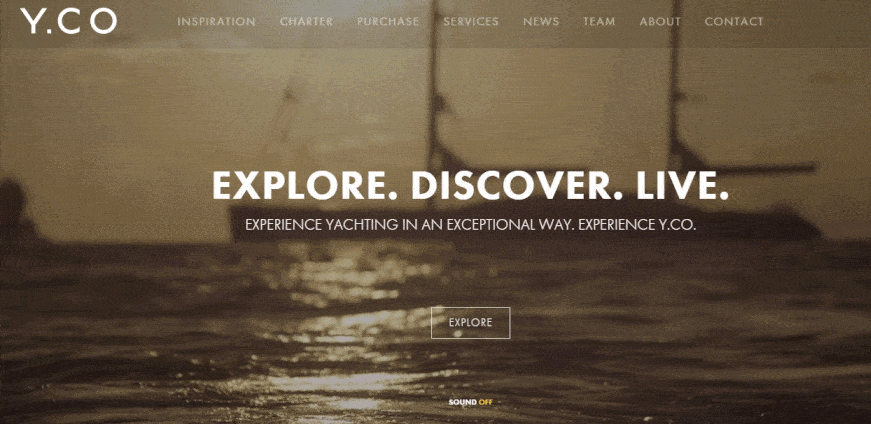 Y.CO
INSPIRATION CHARTER PURCHASE SERVICES NEWS TEAM ABOUT CONTACT
EXPLORE. DISCOVER. LIVE.
EXPERIENCE YACHTING IN AN EXCEPTIONAL WAY. EXPERIENCE Y.CO.
EXPLORE
SOUND OFF